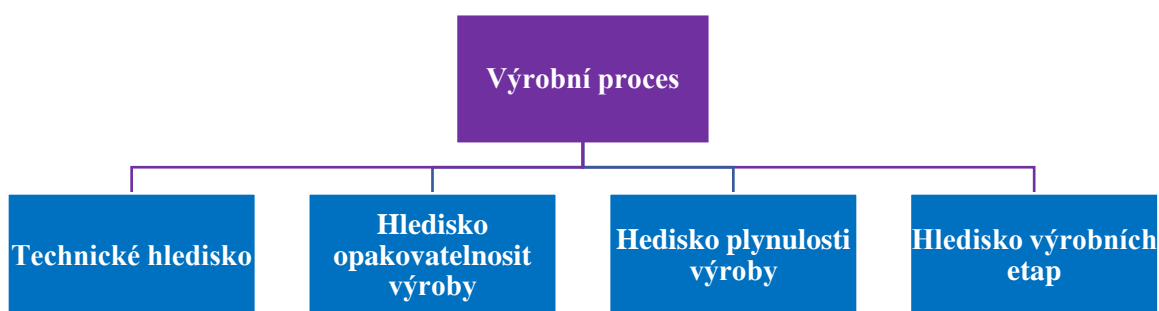 Výrobní proces
Technické hledisko
Hledisko
opakovatelnosit
výroby
Hedisko plynulosti
výroby
Hledisko výrobních
etap